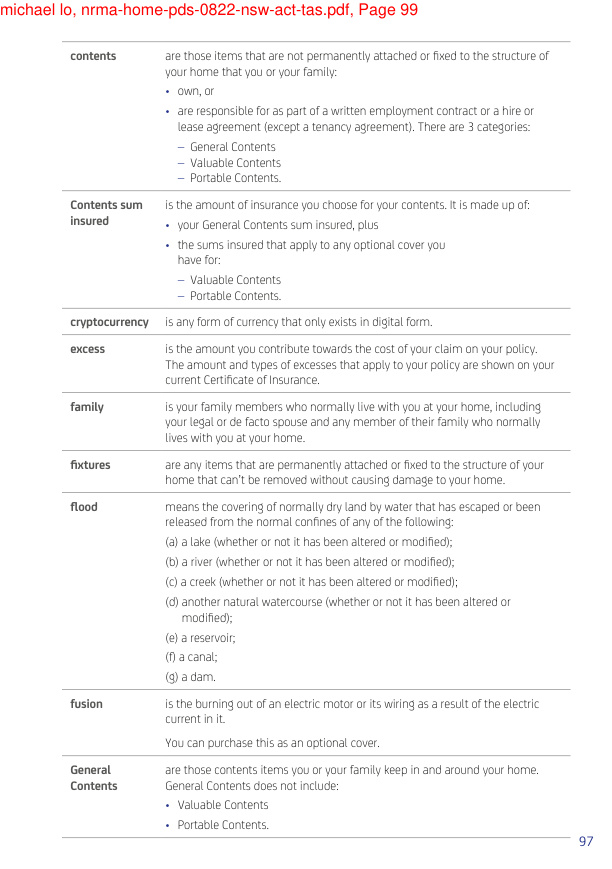 michael lo, nrma-home-pds-0822-nsw-act-tas.pdf, Page 99
contents
are those items that are not permanently attached or fixed to the structure of
your home that you or your family:
• own, or
• are responsible for as part of a written employment contract or a hire or
lease agreement (except a tenancy agreement). There are 3 categories:
– General Contents
– Valuable Contents
– Portable Contents.
Contents sum
insured
is the amount of insurance you choose for your contents. It is made up of:
• your General Contents sum insured, plus
• the sums insured that apply to any optional cover you
have for:
– Valuable Contents
– Portable Contents.
cryptocurrency
is any form of currency that only exists in digital form.
excess
is the amount you contribute towards the cost of your claim on your policy.
The amount and types of excesses that apply to your policy are shown on your
current Certificate of Insurance.
family
is your family members who normally live with you at your home, including
your legal or de facto spouse and any member of their family who normally
lives with you at your home.
fixtures
are any items that are permanently attached or fixed to the structure of your
home that can't be removed without causing damage to your home.
flood
means the covering of normally dry land by water that has escaped or been
released from the normal confines of any of the following:
(a) a lake (whether or not it has been altered or modified);
(b) a river (whether or not it has been altered or modified);
(c) a creek (whether or not it has been altered or modified);
(d) another natural watercourse (whether or not it has been altered or
modified);
(e) a reservoir;
(f) a canal;
(g) a dam.
fusion
is the burning out of an electric motor or its wiring as a result of the electric
current in it.
You can purchase this as an optional cover.
General
Contents
are those contents items you or your family keep in and around your home.
General Contents does not include:
• Valuable Contents
• Portable Contents.
97